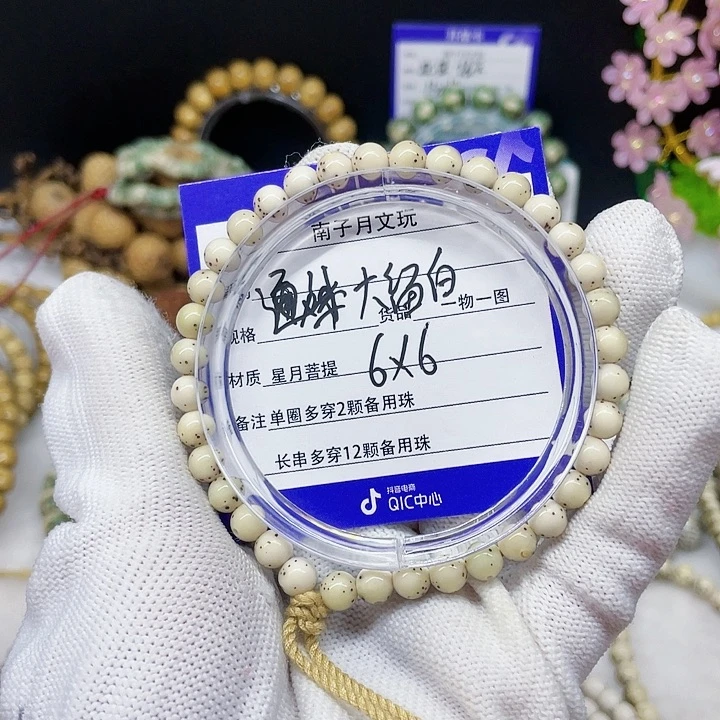 南子月文玩
通姝大留白
规格
货品 一物一图
材质 星月菩提 6×6
备注 单圈多穿2颗备用珠
长串多穿12颗备用珠
抖音电商
QIC中心